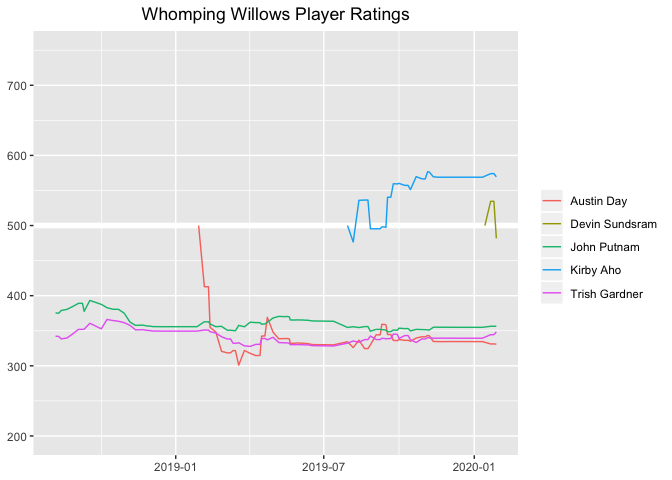 Whomping Willows Player Ratings
700
600
500
400
300
200
2019-01
2019-07
2020-01
Austin Day
Devin Sundsram
John Putnam
Kirby Aho
Trish Gardner